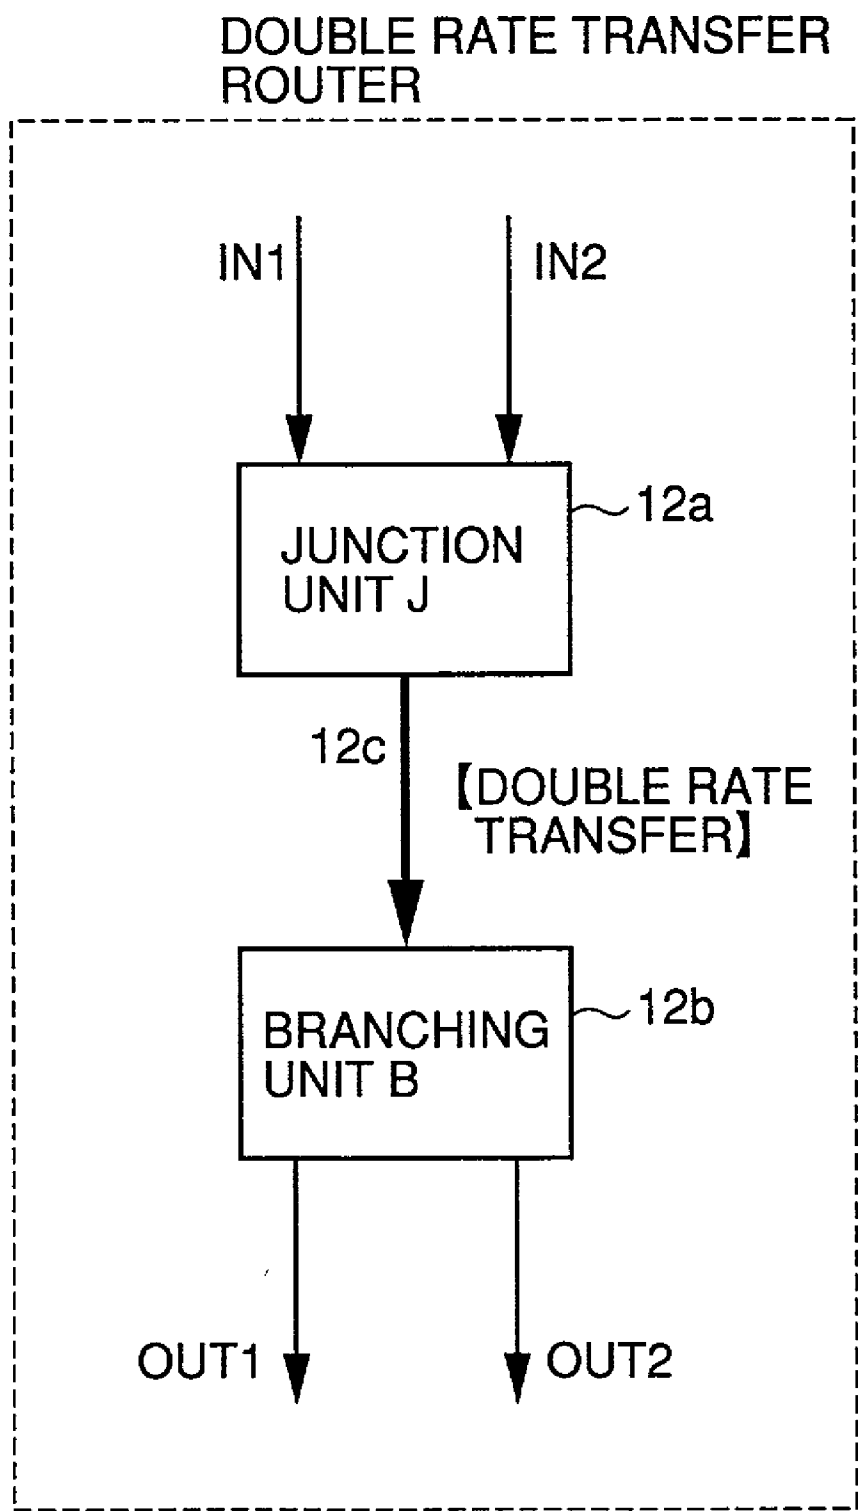 DOUBLE RATE TRANSFER
ROUTER
IN1
IN2
JUNCTION
UNIT J
12a
12c
【DOUBLE RATE
TRANSFER】
BRANCHING
UNIT B
12b
OUT1
OUT2